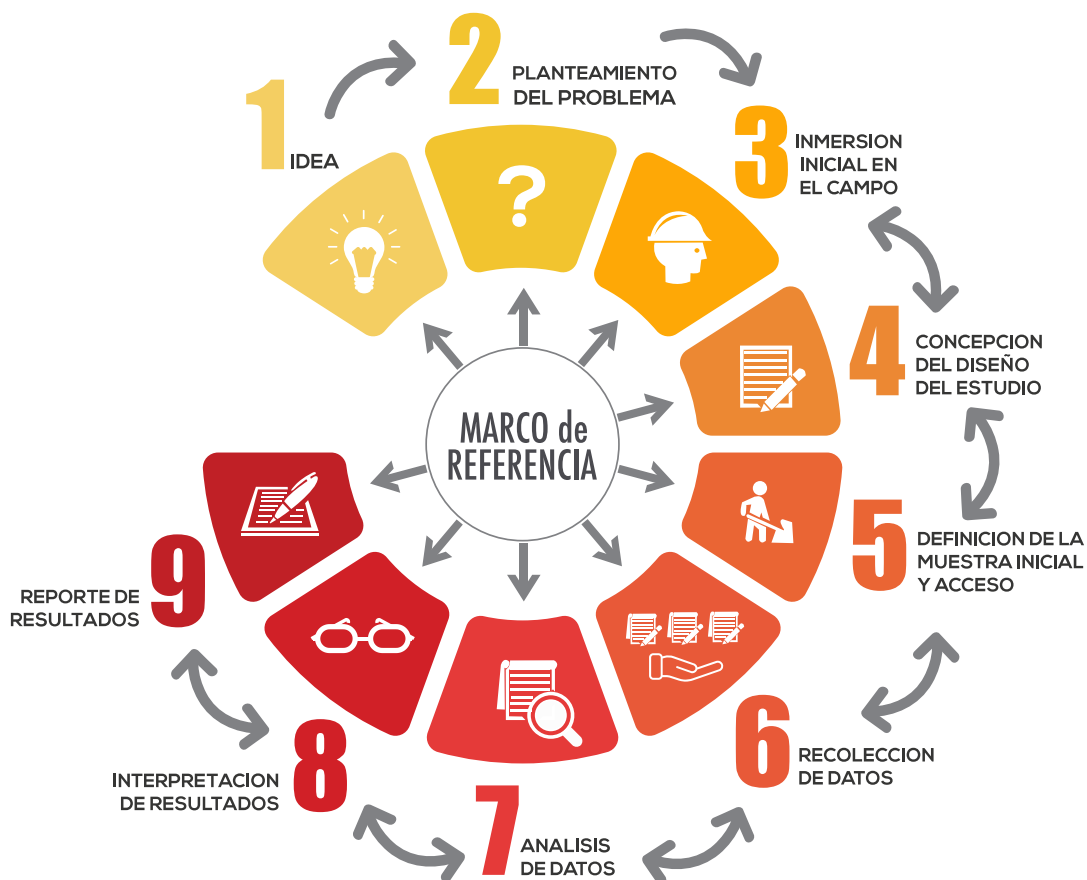 1
IDEA
2
PLANTEAMIENTO
DEL PROBLEMA
?
3
INMERSION
INICIAL EN
EL CAMPO
4
CONCEPCION
DEL DISEÑO
DEL ESTUDIO
5
DEFINICION DE LA
MUESTRA INICIAL
Y ACCESO
6
RECOLECCION
DE DATOS
7
ANALISIS
DE DATOS
8
INTERPRETACION
DE RESULTADOS
9
REPORTE DE
RESULTADOS
MARCO de
REFERENCIA